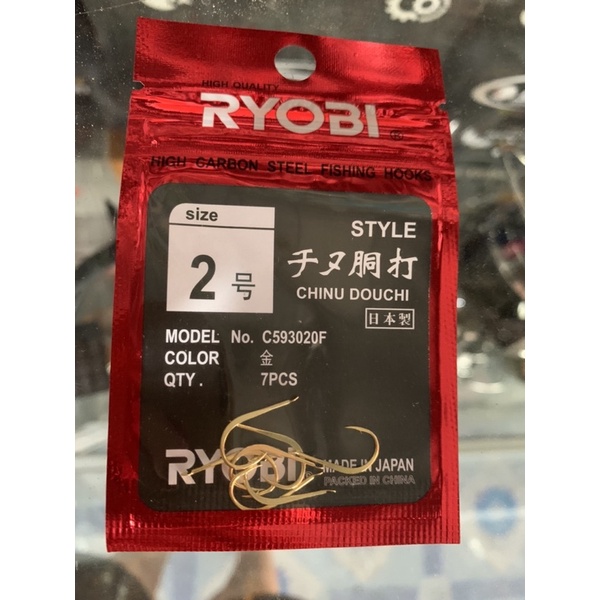 HIGH QUALITY
RYOBI®
HIGH CARBON STEEL FISHING HOOKS
size
2号
STYLE
チヌ胴打
CHINU DOUCHI
日本製
MODEL No. C593020F
COLOR 金
QTY. 7PCS
RYOBI®
MADE IN JAPAN
PACKED IN CHINA